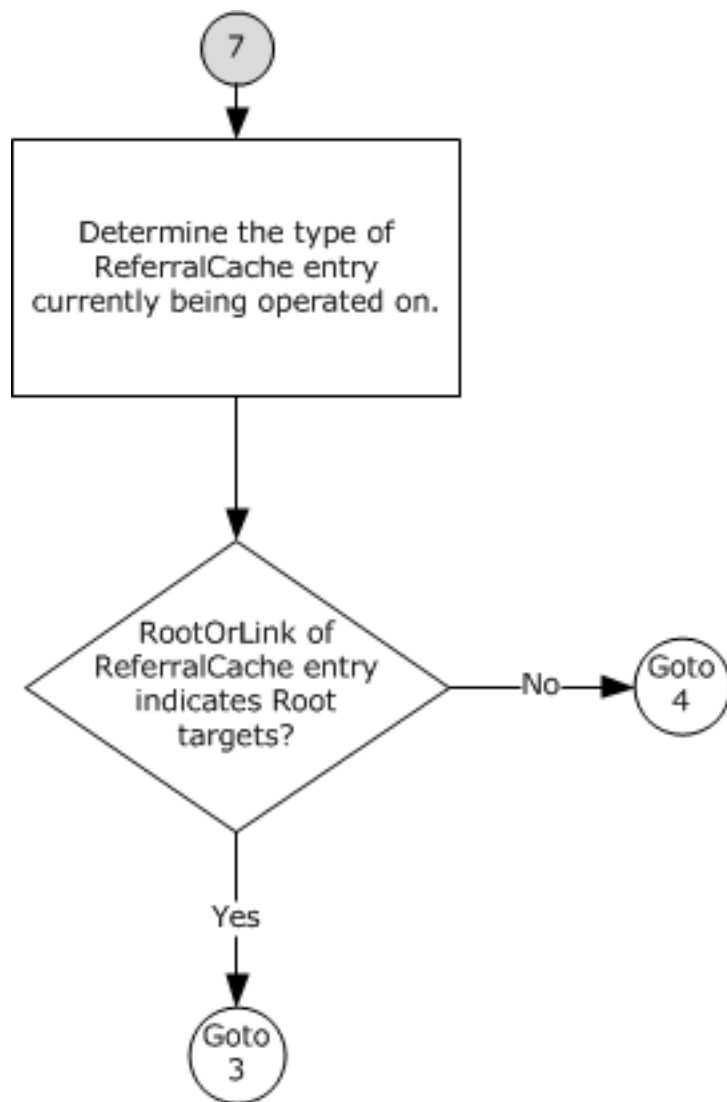 7
Determine the type of
ReferralCache entry
currently being operated on.
RootOrLink of
ReferralCache entry
indicates Root
targets?
No
Goto
4
Yes
Goto
3